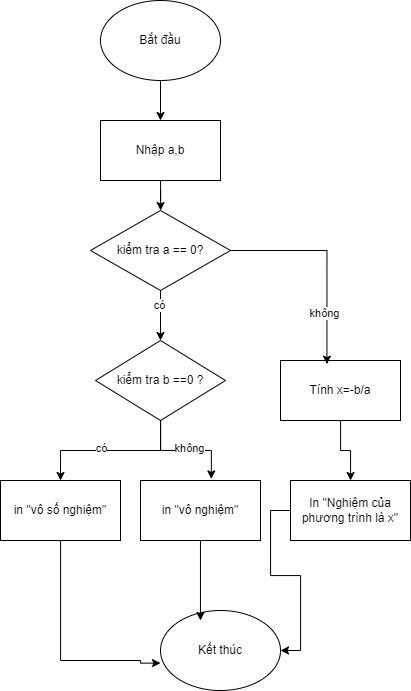 Bắt đầu
Nhập a,b
kiểm tra a == 0?
có
không
kiểm tra b ==0 ?
Tính x=-b/a
có
không
in "vô số nghiệm"
in "vô nghiệm"
In "Nghiệm của
phương trình là x"
Kết thúc